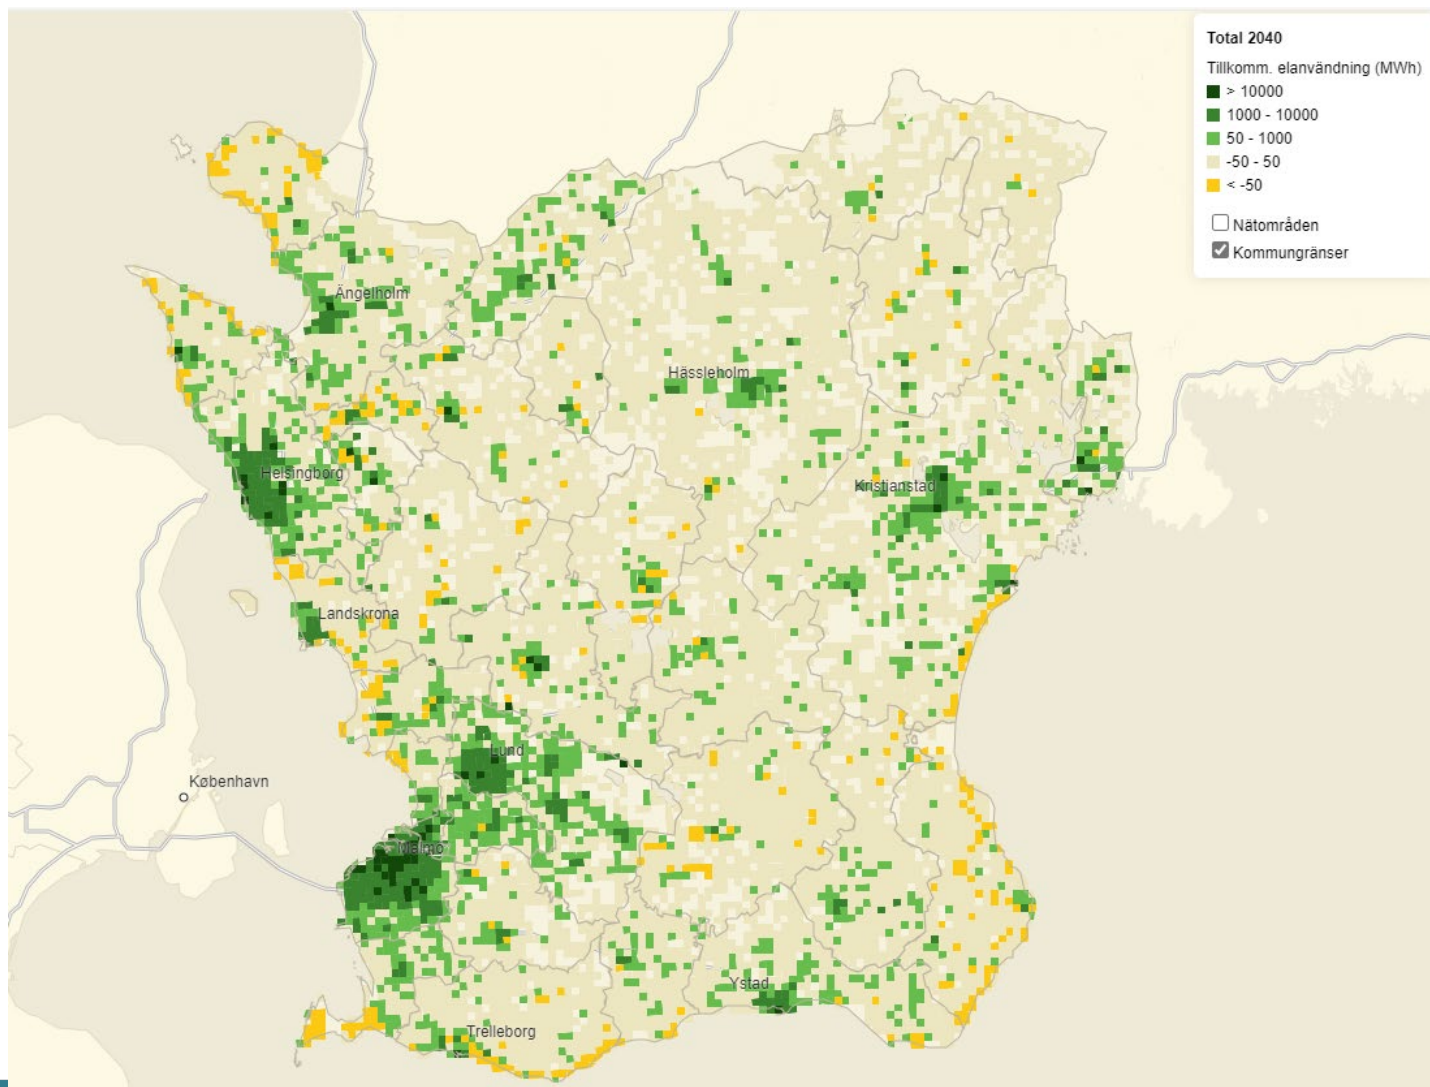 Total 2040
Tillkomm. elanvändning (MWh)
> 10000
1000 - 10000
50 - 1000
-50 - 50
< -50
Nätområden
Kommungränser
Ängelholm
Hässleholm
Helsingborg
Kristianstad
Landskrona
Lund
København
Malmö
Ystad
Trelleborg